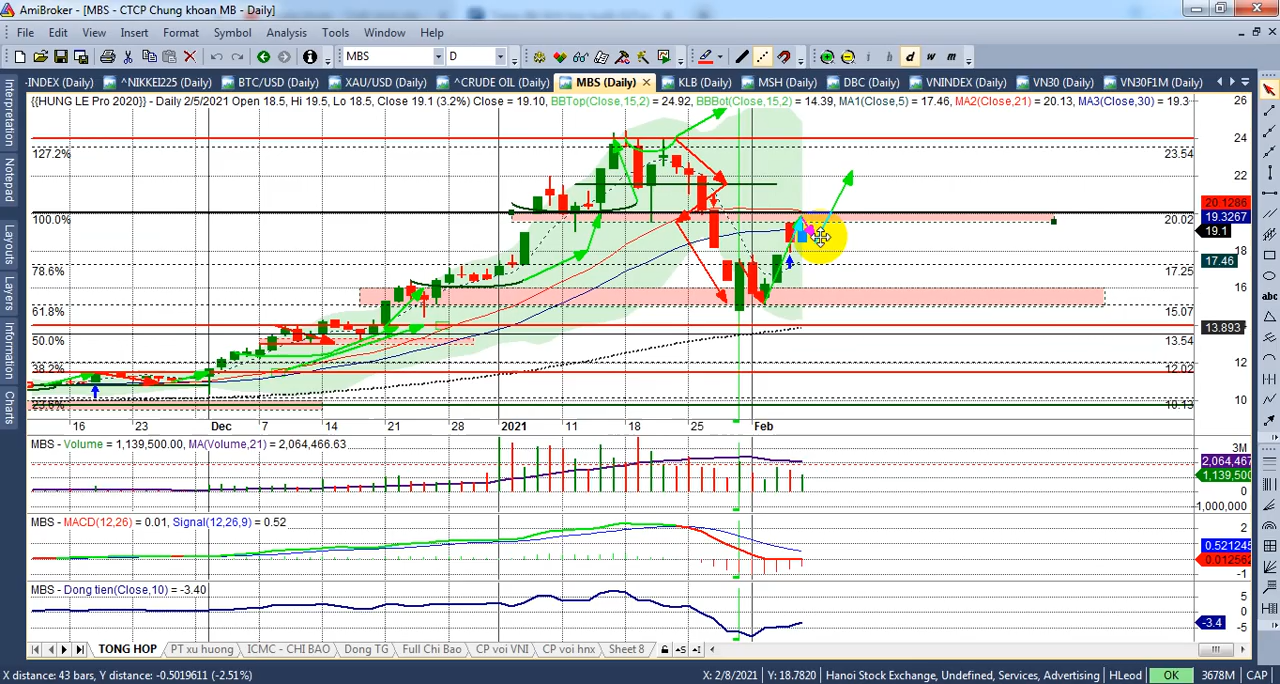 AmiBroker - [MBS - CTCP Chung khoan MB - Daily]
File Edit View Insert Format Symbol Analysis Tools Window Help
MBS D
i h d w m
-INDEX (Daily) ^NIKKEI225 (Daily) BTC/USD (Daily) XAU/USD (Daily) ^CRUDE OIL (Daily) MBS (Daily) KLB (Daily) MSH (Daily) DBC (Daily) VNINDEX (Daily) VN30 (Daily) VN30F1M (Daily)
{{HUNG LE Pro 2020}} - Daily 2/5/2021 Open 18.5, Hi 19.5, Lo 18.5, Close 19.1 (3.2%) Close = 19.10, BBTop(Close,15,2) = 24.92, BBBot(Close,15,2) = 14.39, MA1(Close,5) = 17.46, MA2(Close,21) = 20.13, MA3(Close,30) = 19.3
Interpretation
Notepad
Layouts
Layers
Information
Charts
26
24
127.2% 23.54
22
20.1286
100.0% 20.02
19.3267
19.1
18
17.46
78.6% 17.25
16
61.8% 15.07
13.893
50.0% 13.54
12
38.2% 12.02
10
23.6% 10.13
16 23 Dec 7 14 21 28 2021 11 18 25 Feb
MBS - Volume = 1,139,500.00, MA(Volume,21) = 2,064,466.63
3M
2,064,467
1,139,500
0
-1,000,000
MBS - MACD(12,26) = 0.01, Signal(12,26,9) = 0.52
2
0.521245
0.012562
-1
MBS - Dong tien(Close,10) = -3.40
5
0
-3.4
-5
TONG HOP PT xu huong ICMC - CHI BAO Dong TG Full Chi Bao CP voi VNI CP voi hnx Sheet 8
X distance: 43 bars, Y distance: -0.5019611 (-2.51%) X: 2/8/2021 Y: 18.7820 Hanoi Stock Exchange, Undefined, Services, Advertising HLeod OK 3678M CAP